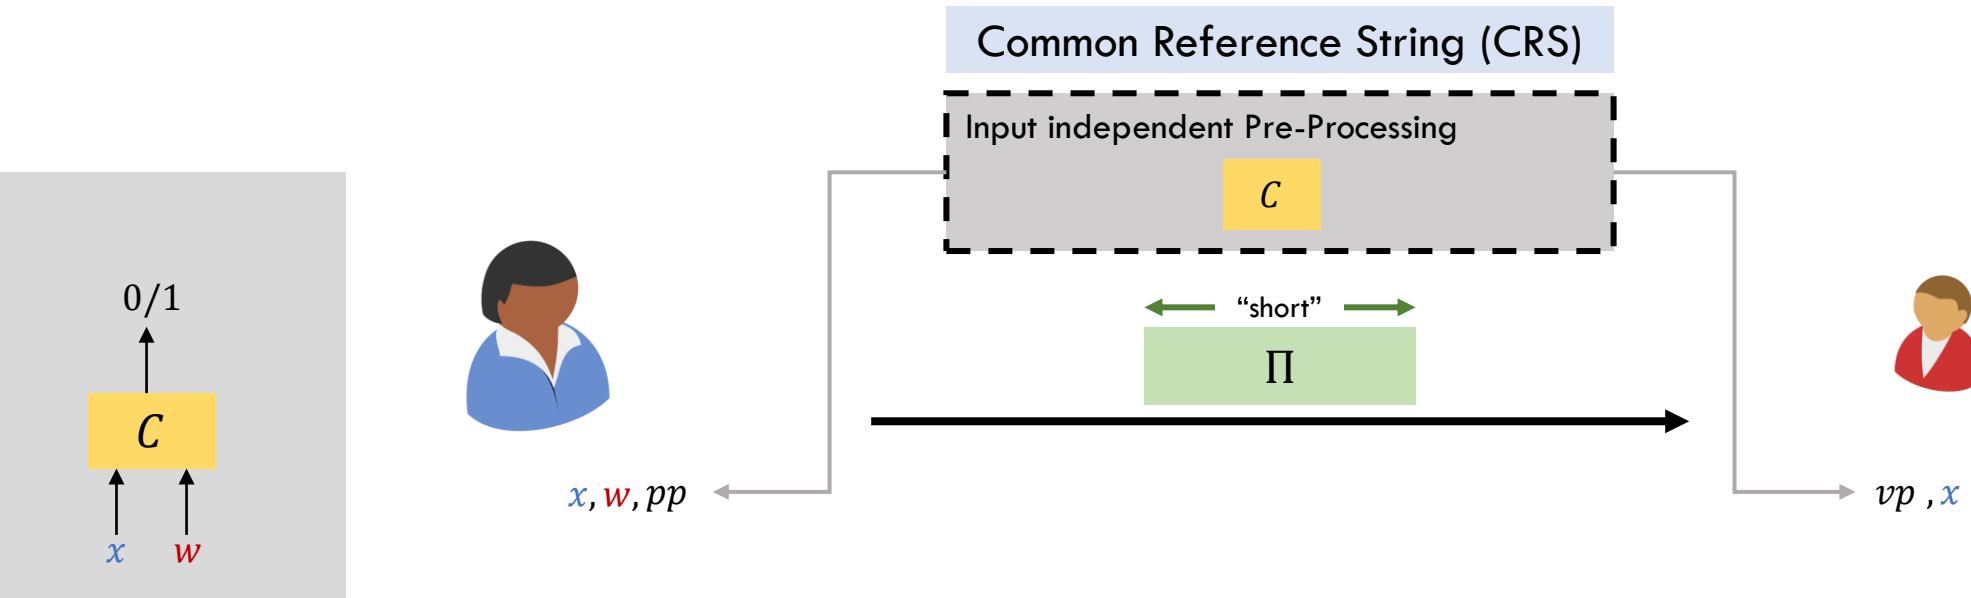 Common Reference String (CRS)
Input independent Pre-Processing
C
0/1
C
x
w
“short”
Π
x, w, pp
vp , x